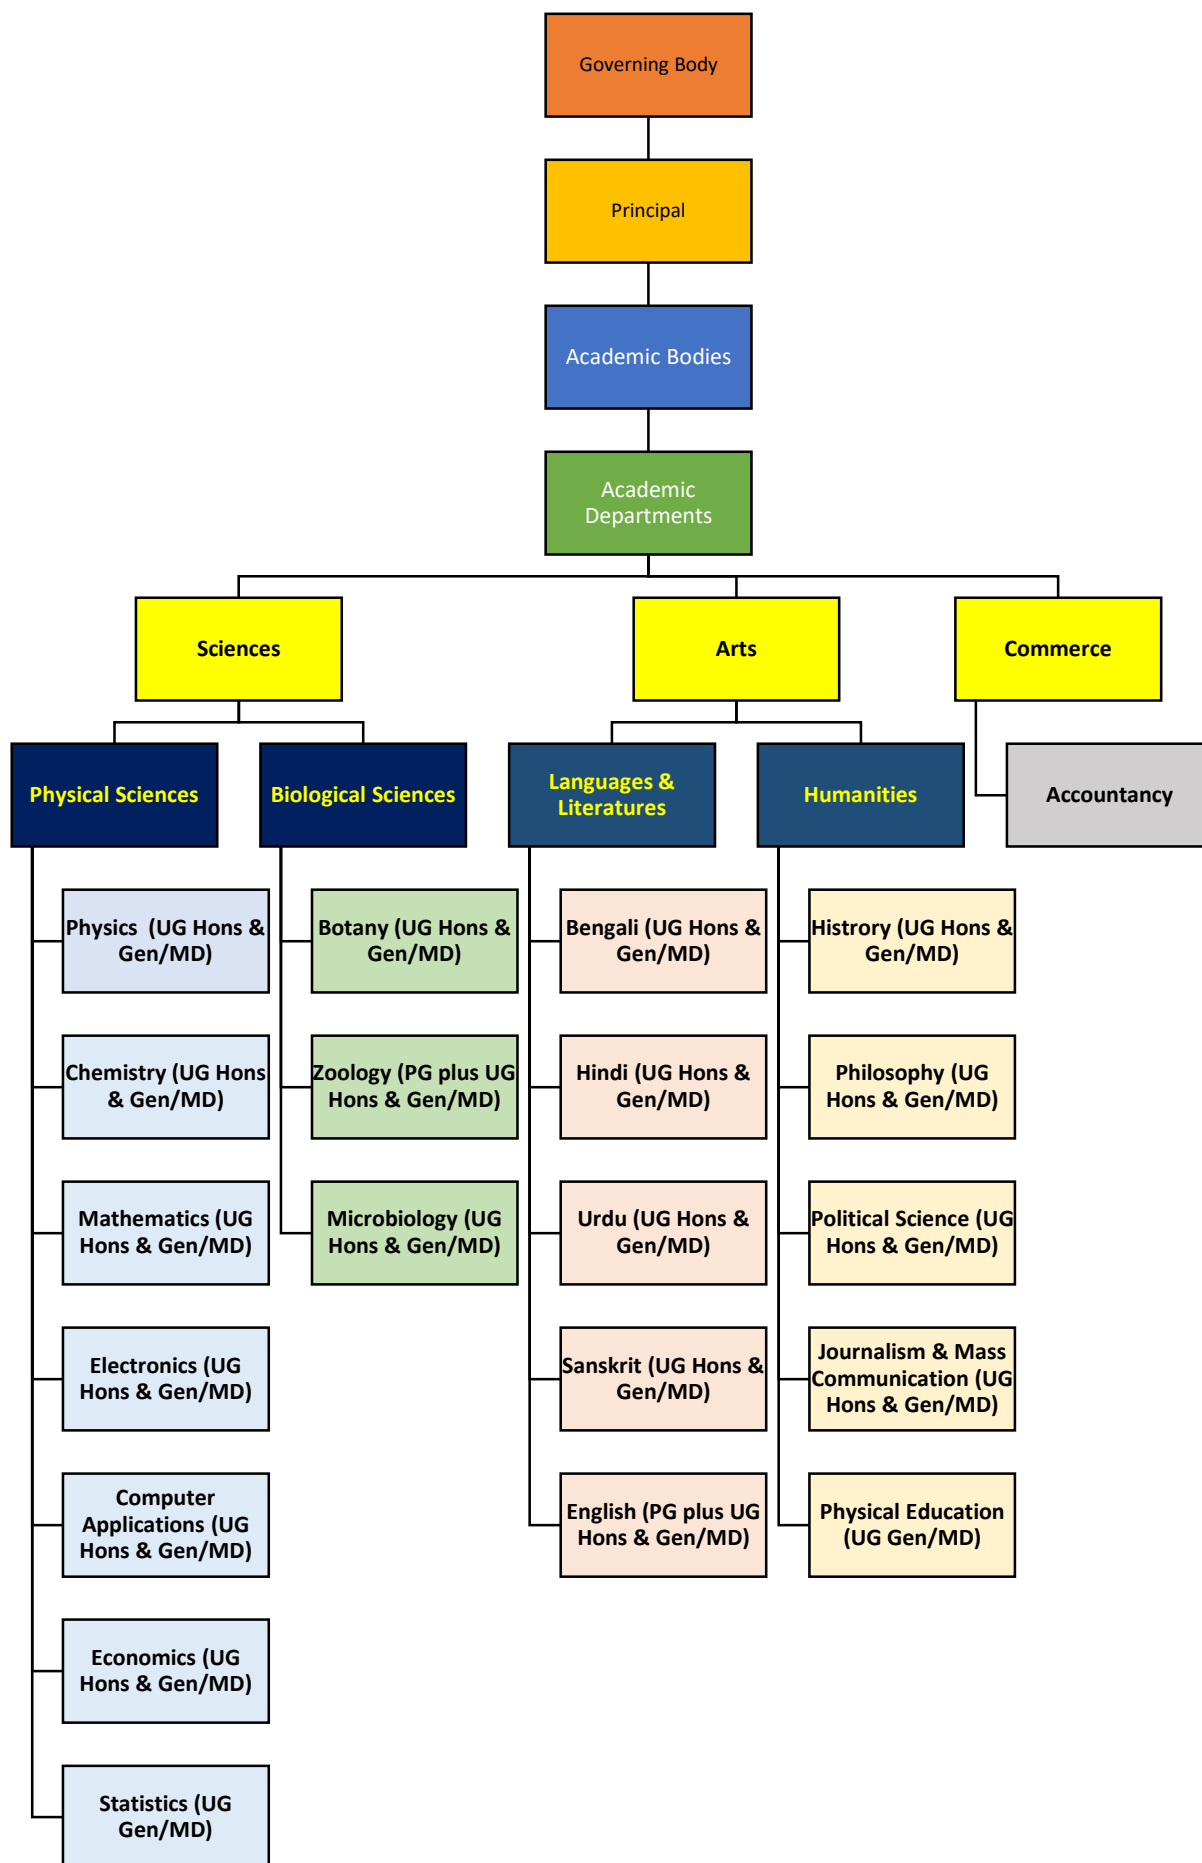 Governing Body
Principal
Academic Bodies
Academic
Departments
Sciences
Arts
Commerce
Physical Sciences
Biological Sciences
Languages &
Literatures
Humanities
Accountancy
Physics  (UG Hons &
Gen/MD)
Chemistry (UG Hons
& Gen/MD)
Mathematics (UG
Hons & Gen/MD)
Electronics (UG
Hons & Gen/MD)
Computer
Applications (UG
Hons & Gen/MD)
Economics (UG
Hons & Gen/MD)
Statistics (UG
Gen/MD)
Botany (UG Hons &
Gen/MD)
Zoology (PG plus UG
Hons & Gen/MD)
Microbiology (UG
Hons & Gen/MD)
Bengali (UG Hons &
Gen/MD)
Hindi (UG Hons &
Gen/MD)
Urdu (UG Hons &
Gen/MD)
Sanskrit (UG Hons &
Gen/MD)
English (PG plus UG
Hons & Gen/MD)
Histrory (UG Hons &
Gen/MD)
Philosophy (UG
Hons & Gen/MD)
Political Science (UG
Hons & Gen/MD)
Journalism & Mass
Communication (UG
Hons & Gen/MD)
Physical Education
(UG Gen/MD)